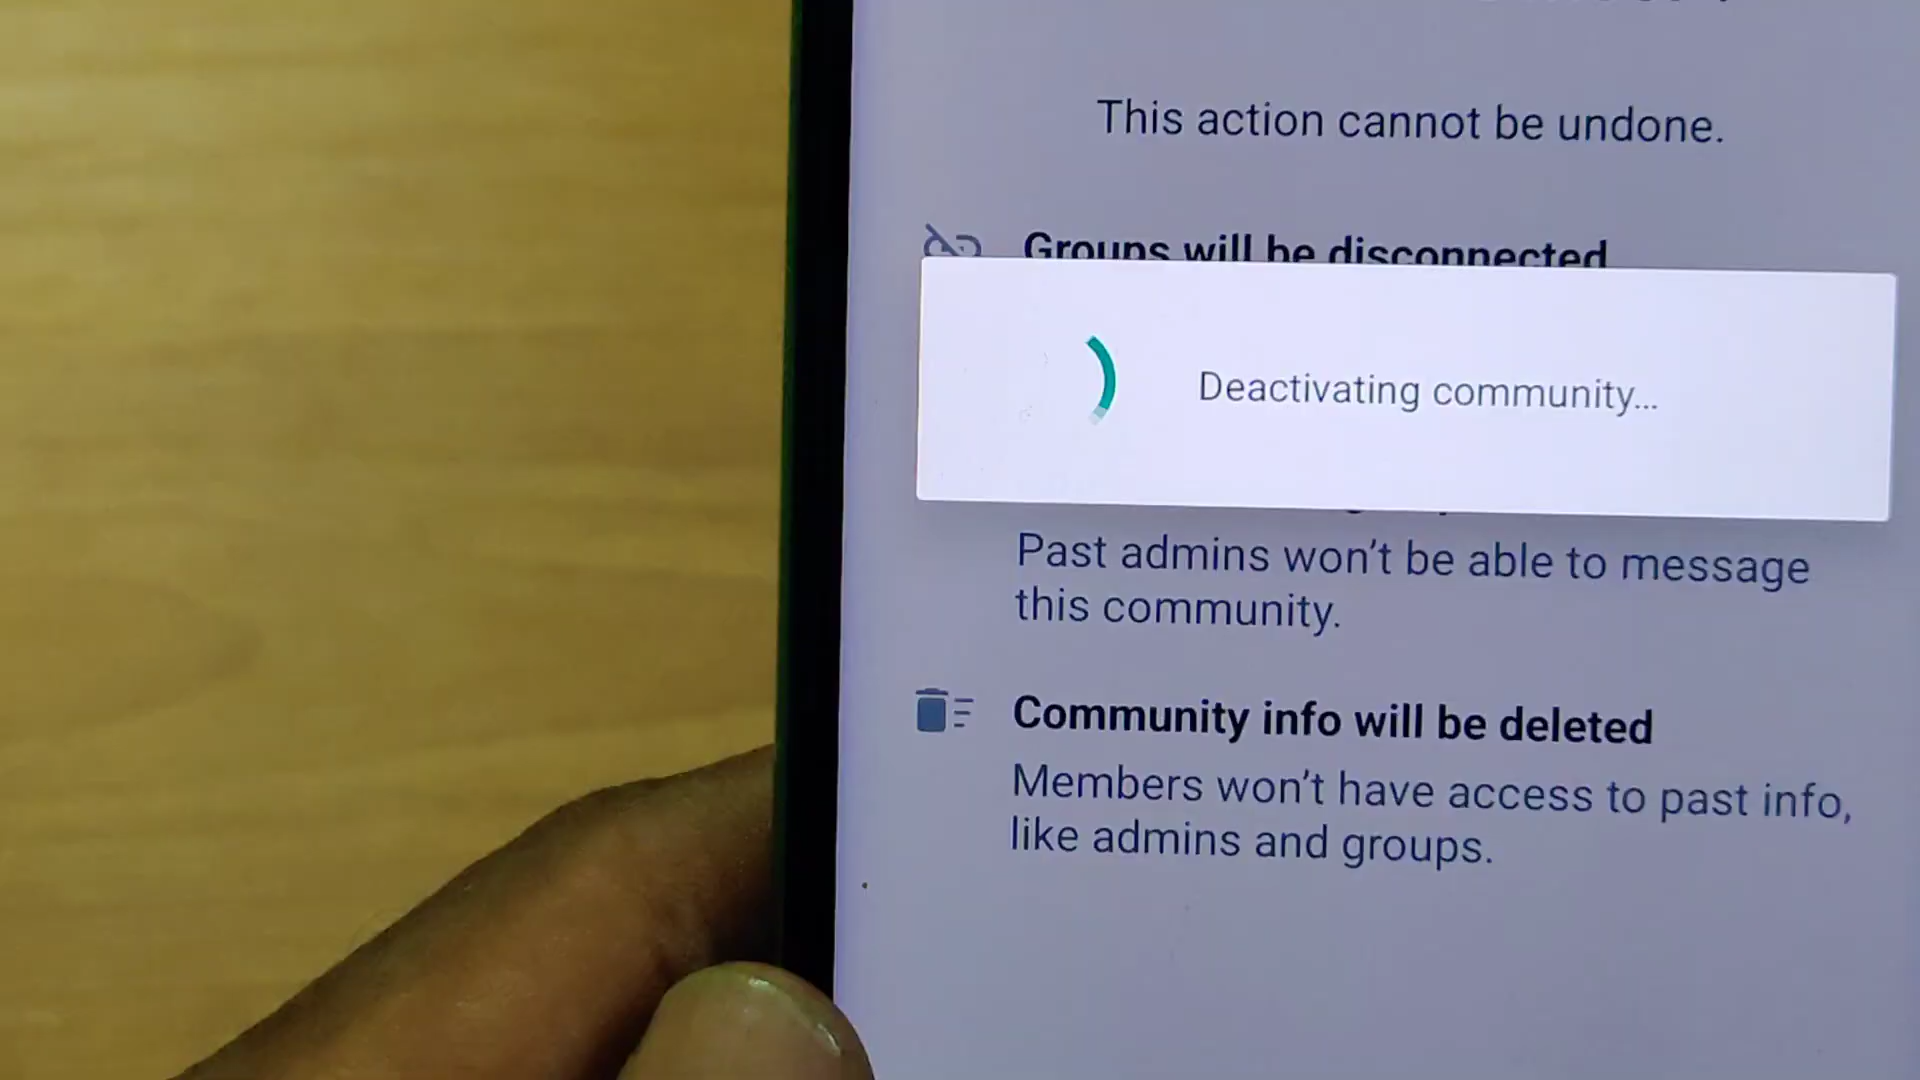 This action cannot be undone.
Groups will be disconnected
Deactivating community...
Past admins won't be able to message
this community.
Community info will be deleted
Members won't have access to past info,
like admins and groups.